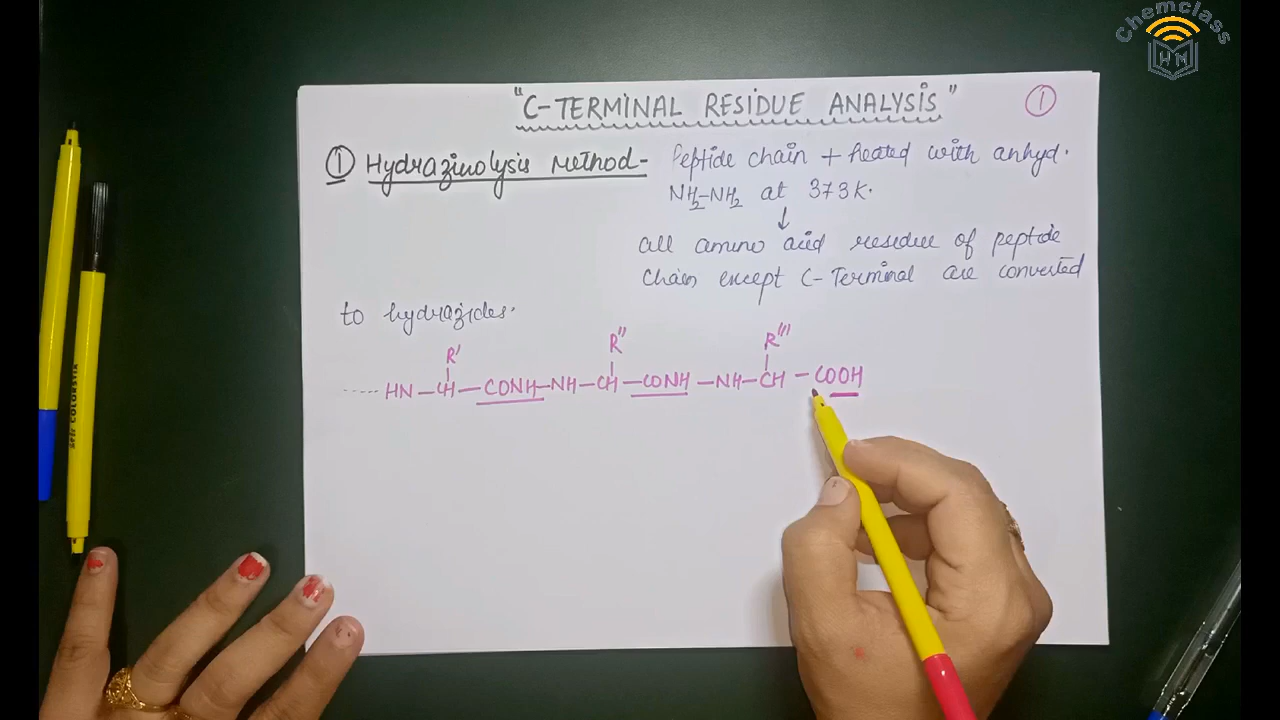 Chemclass
HM
"C-TERMINAL RESIDUE ANALYSIS" ①
① Hydrazinolysis Method- Peptide chain + heated with anhyd.
NH2-NH2 at 373K.
↓
all amino acid residue of peptide
chain except C-Terminal are converted
to hydrazides.
R' R'' R'''
-----HN-CH-CONH-NH-CH-CONH-NH-CH-COOH